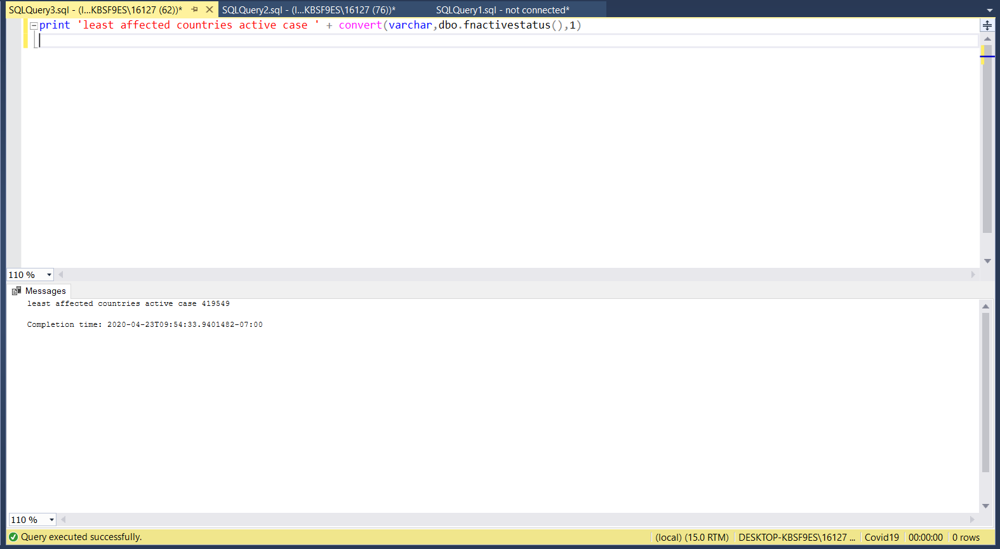 SQLQuery3.sql - (l...KBSF9ES\16127 (62))* SQLQuery2.sql - (l...KBSF9ES\16127 (76))* SQLQuery1.sql - not connected*
print 'least affected countries active case ' + convert(varchar,dbo.fnactivestatus(),1)
110 %
Messages
least affected countries active case 419549
Completion time: 2020-04-23T09:54:33.9401482-07:00
110 %
Query executed successfully. (local) (15.0 RTM) DESKTOP-KBSF9ES\16127 ... Covid19 00:00:00 0 rows